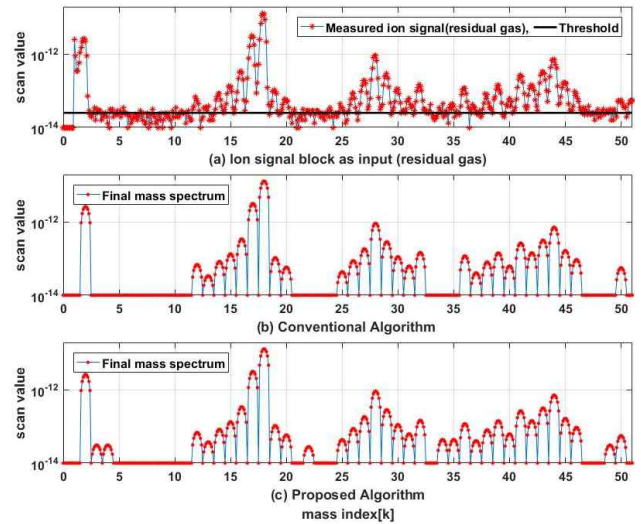 Measured ion signal(residual gas), Threshold
scan value
10^-12
10^-14
0 5 10 15 20 25 30 35 40 45 50
(a) Ion signal block as input (residual gas)
Final mass spectrum
scan value
10^-12
10^-14
0 5 10 15 20 25 30 35 40 45 50
(b) Conventional Algorithm
Final mass spectrum
scan value
10^-12
10^-14
0 5 10 15 20 25 30 35 40 45 50
(c) Proposed Algorithm
mass index[k]